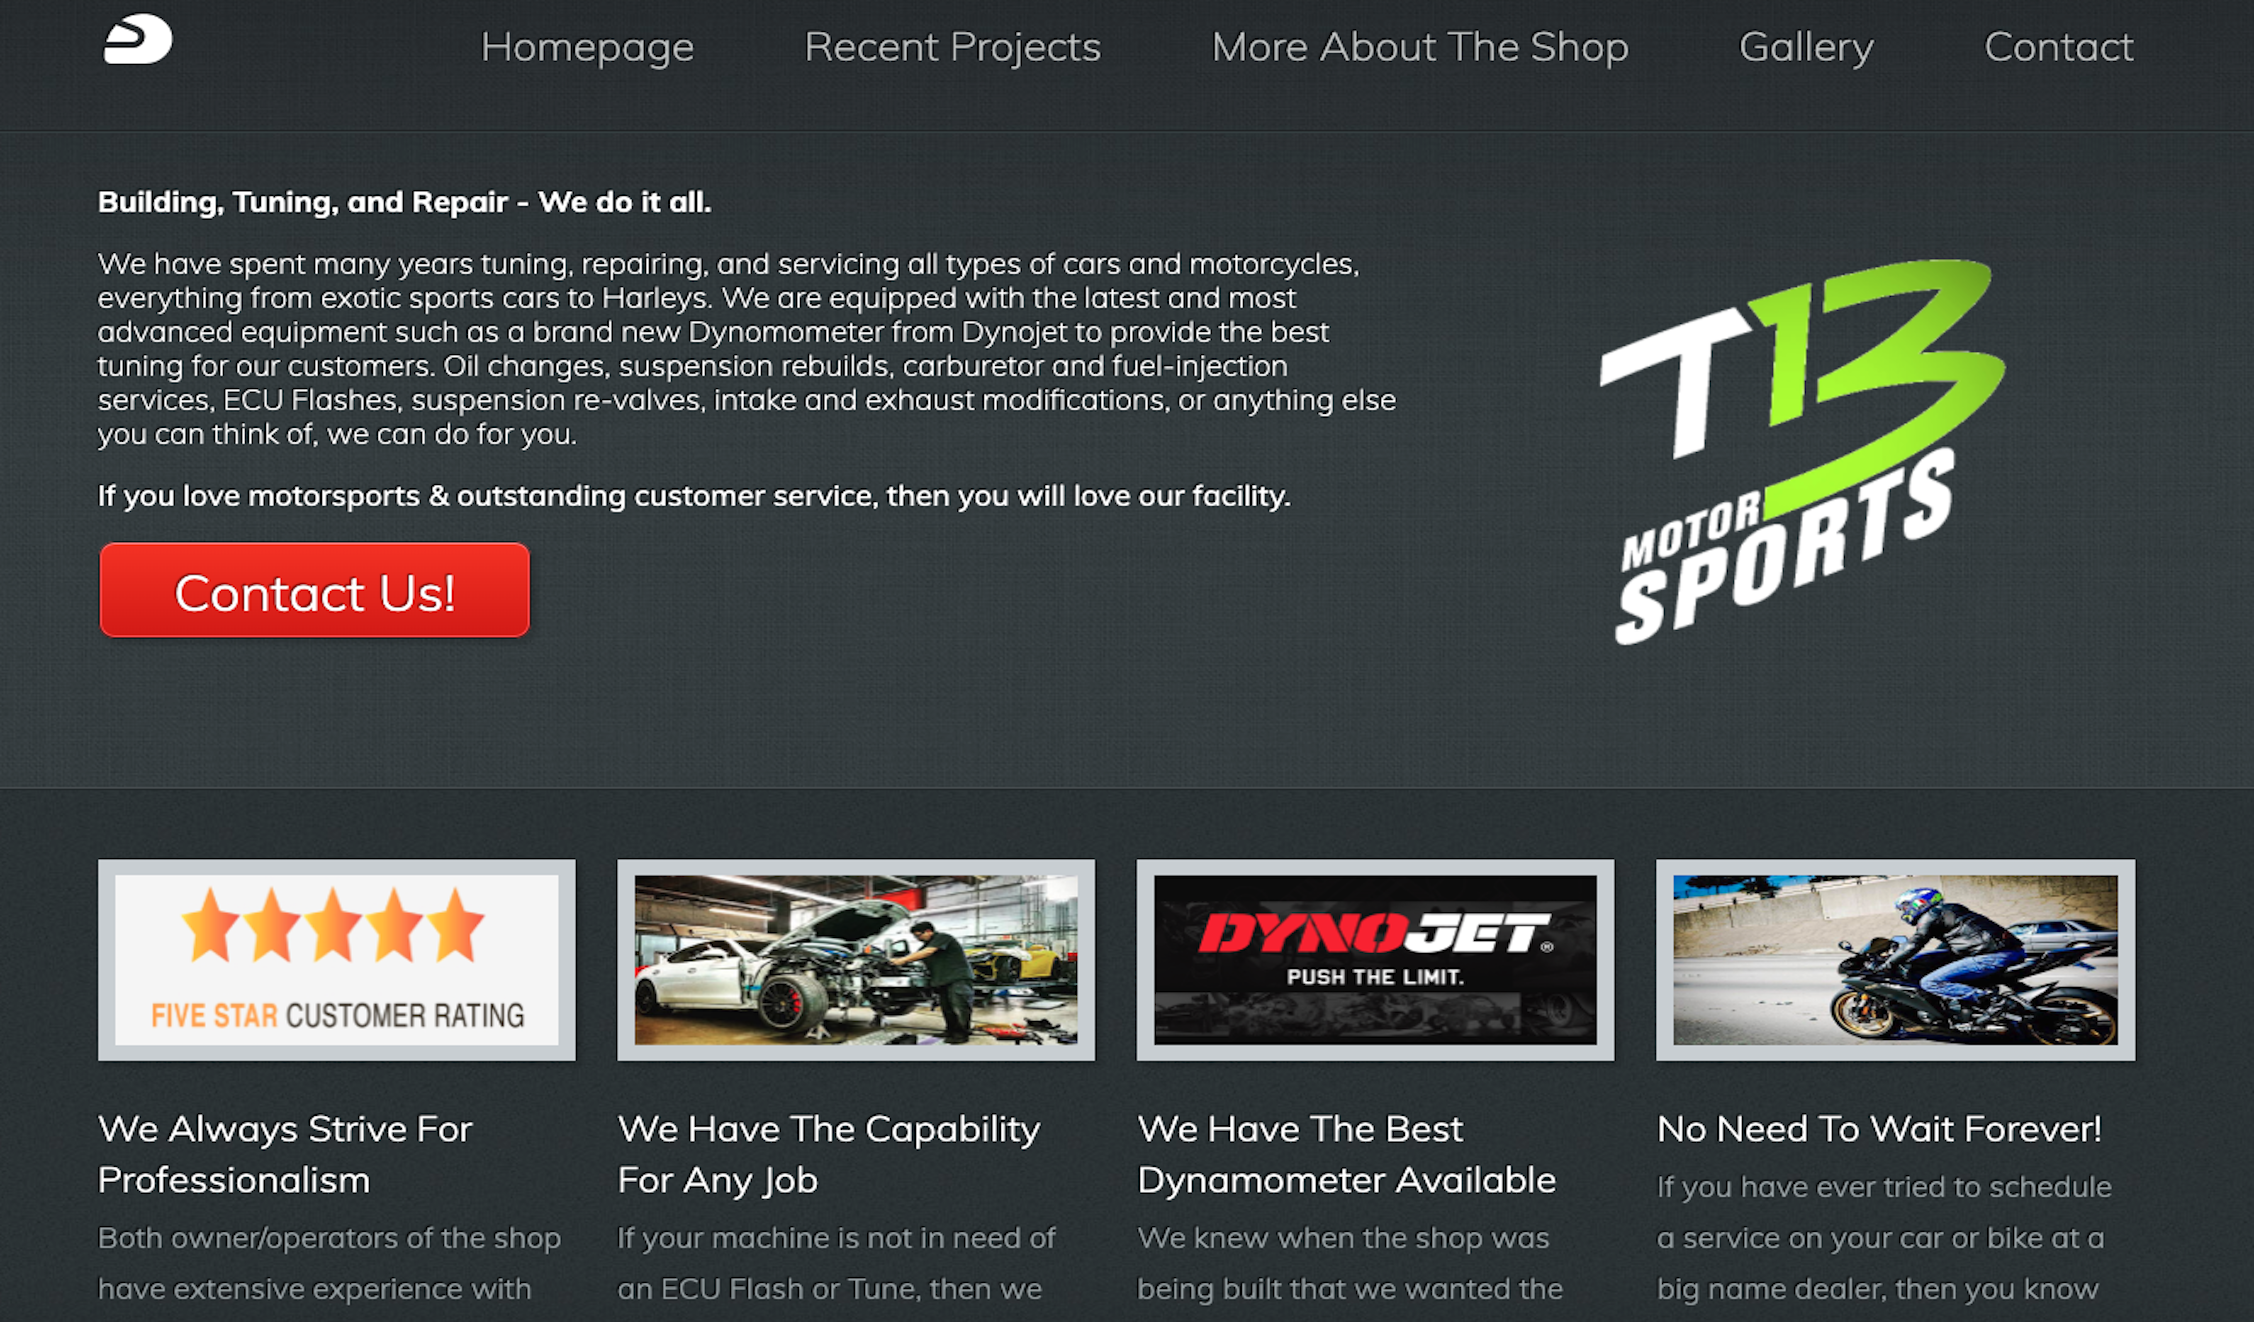 Homepage Recent Projects More About The Shop Gallery Contact
Building, Tuning, and Repair - We do it all.
We have spent many years tuning, repairing, and servicing all types of cars and motorcycles,
everything from exotic sports cars to Harleys. We are equipped with the latest and most
advanced equipment such as a brand new Dynomometer from Dynojet to provide the best
tuning for our customers. Oil changes, suspension rebuilds, carburetor and fuel-injection
services, ECU Flashes, suspension re-valves, intake and exhaust modifications, or anything else
you can think of, we can do for you.
If you love motorsports & outstanding customer service, then you will love our facility.
Contact Us!
T13
MOTOR
SPORTS
FIVE STAR CUSTOMER RATING
DYNOJET®
PUSH THE LIMIT.
We Always Strive For
Professionalism
Both owner/operators of the shop
have extensive experience with
We Have The Capability
For Any Job
If your machine is not in need of
an ECU Flash or Tune, then we
We Have The Best
Dynamometer Available
We knew when the shop was
being built that we wanted the
No Need To Wait Forever!
If you have ever tried to schedule
a service on your car or bike at a
big name dealer, then you know